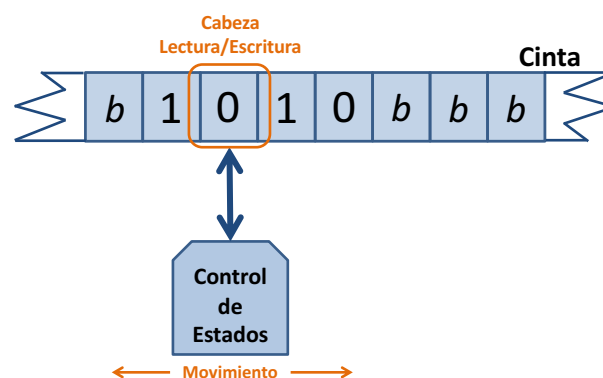 Cabeza
Lectura/Escritura
Cinta
b 1 0 1 0 b b b
Control
de
Estados
Movimiento